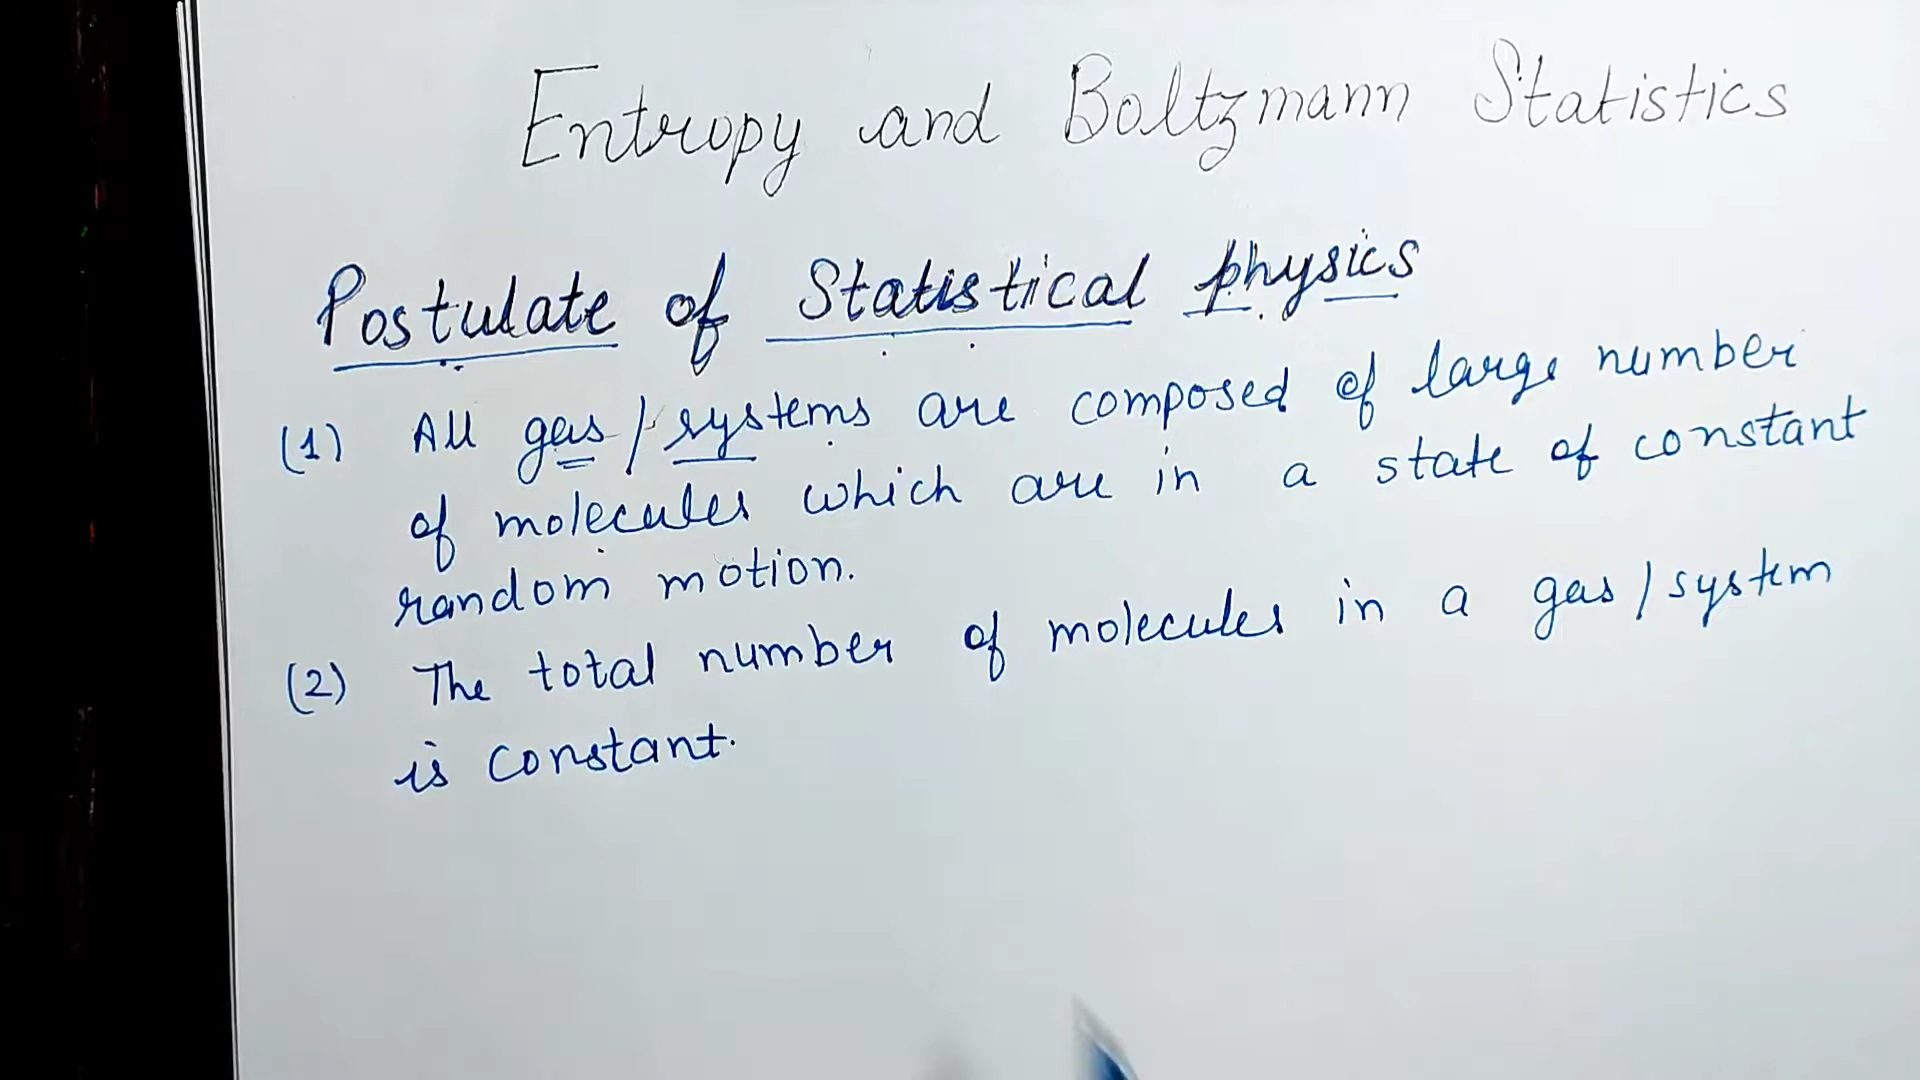 Entropy and Boltzmann Statistics
Postulate of Statistical physics
(1) All gas / systems are composed of large number
of molecules which are in a state of constant
random motion.
(2) The total number of molecules in a gas / system
is constant.